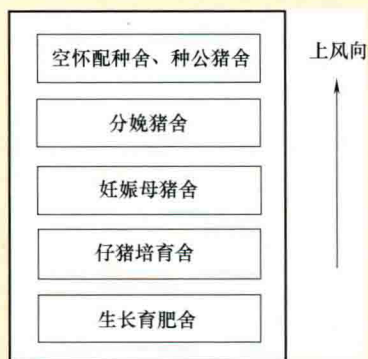 空怀配种舍、种公猪舍
上风向
分娩猪舍
妊娠母猪舍
仔猪培育舍
生长育肥舍